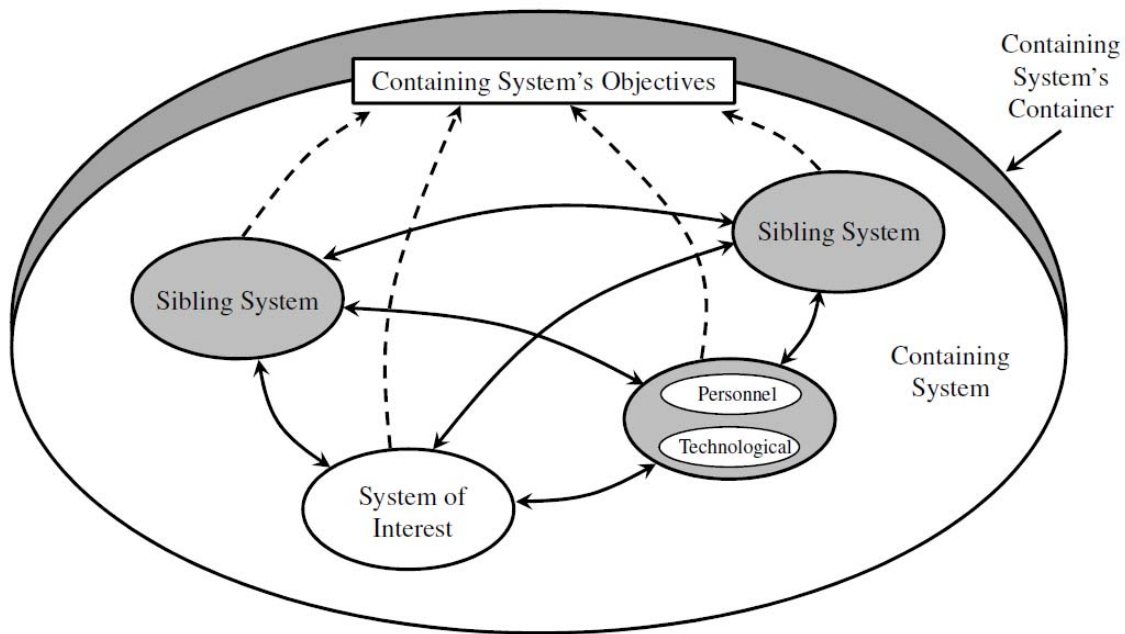 Containing System's Objectives
Containing
System's
Container
Sibling System
Sibling System
Containing
System
Personnel
Technological
System of
Interest